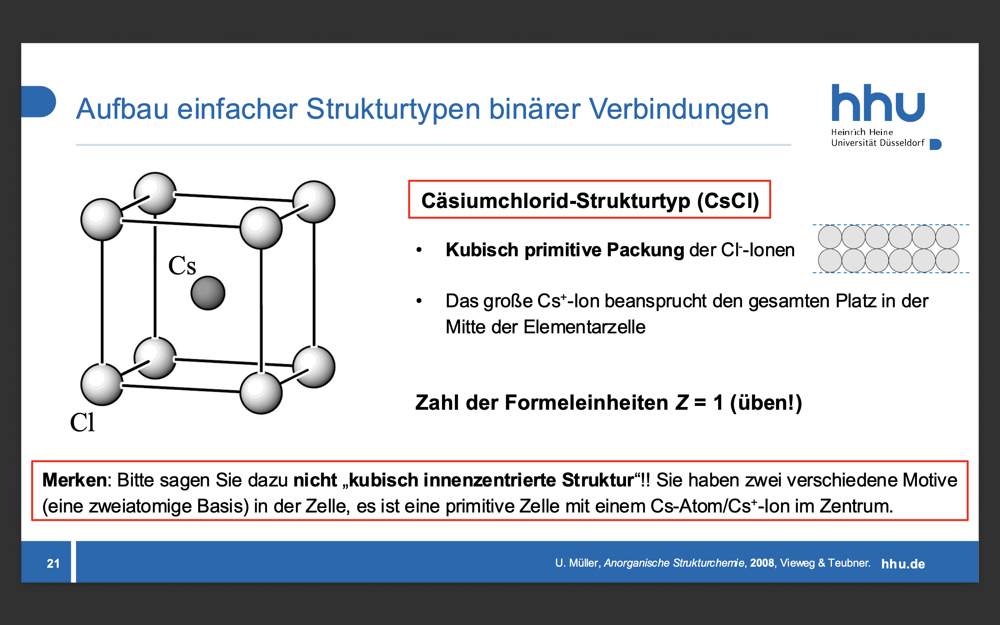 Aufbau einfacher Strukturtypen binärer Verbindungen
hhu
Heinrich Heine
Universität Düsseldorf
Cs
Cl
Cäsiumchlorid-Strukturtyp (CsCl)
• Kubisch primitive Packung der Cl⁻-Ionen
• Das große Cs⁺-Ion beansprucht den gesamten Platz in der
Mitte der Elementarzelle
Zahl der Formeleinheiten Z = 1 (üben!)
Merken: Bitte sagen Sie dazu nicht „kubisch innenzentrierte Struktur“!! Sie haben zwei verschiedene Motive
(eine zweiatomige Basis) in der Zelle, es ist eine primitive Zelle mit einem Cs-Atom/Cs⁺-Ion im Zentrum.
21
U. Müller, Anorganische Strukturchemie, 2008, Vieweg & Teubner.
hhu.de